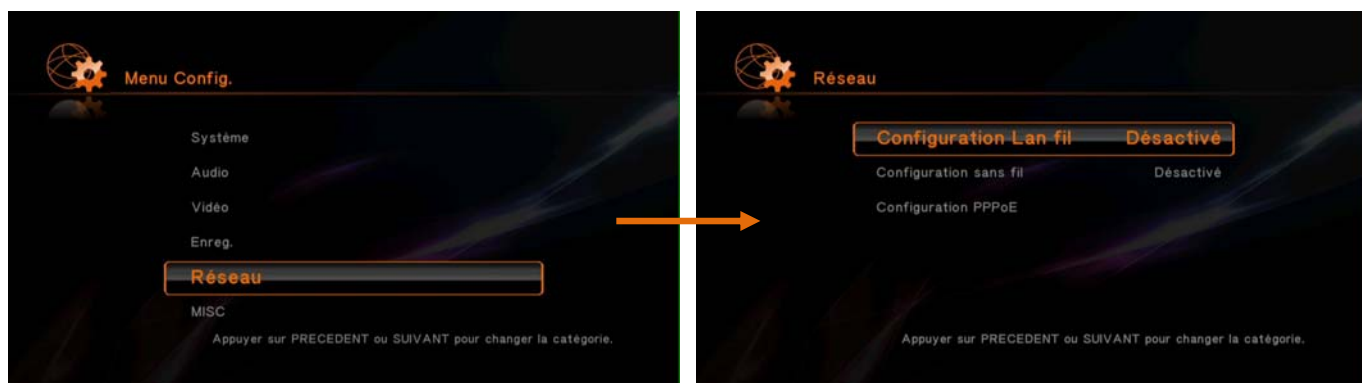 Menu Config.
Système
Audio
Vidéo
Enreg.
Réseau
MISC
Appuyer sur PRECEDENT ou SUIVANT pour changer la catégorie.
Réseau
Configuration Lan fil Désactivé
Configuration sans fil Désactivé
Configuration PPPoE
Appuyer sur PRECEDENT ou SUIVANT pour changer la catégorie.